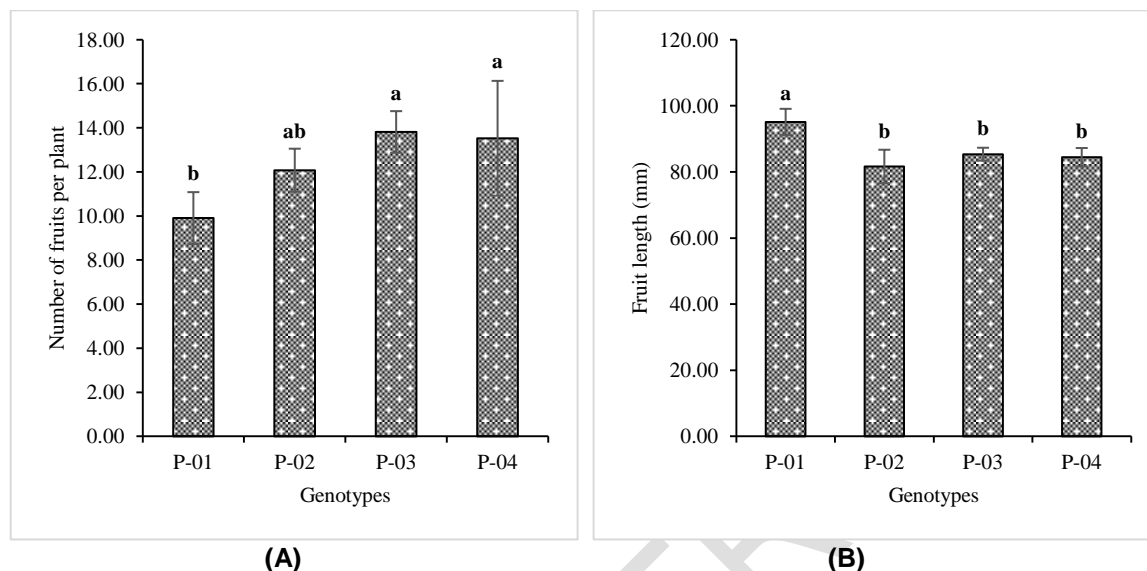 18.00
16.00
14.00
12.00
10.00
8.00
6.00
4.00
2.00
0.00
Number of fruits per plant
b
ab
a
a
P-01 P-02 P-03 P-04
Genotypes
(A)
120.00
100.00
80.00
60.00
40.00
20.00
0.00
Fruit length (mm)
a
b
b
b
P-01 P-02 P-03 P-04
Genotypes
(B)